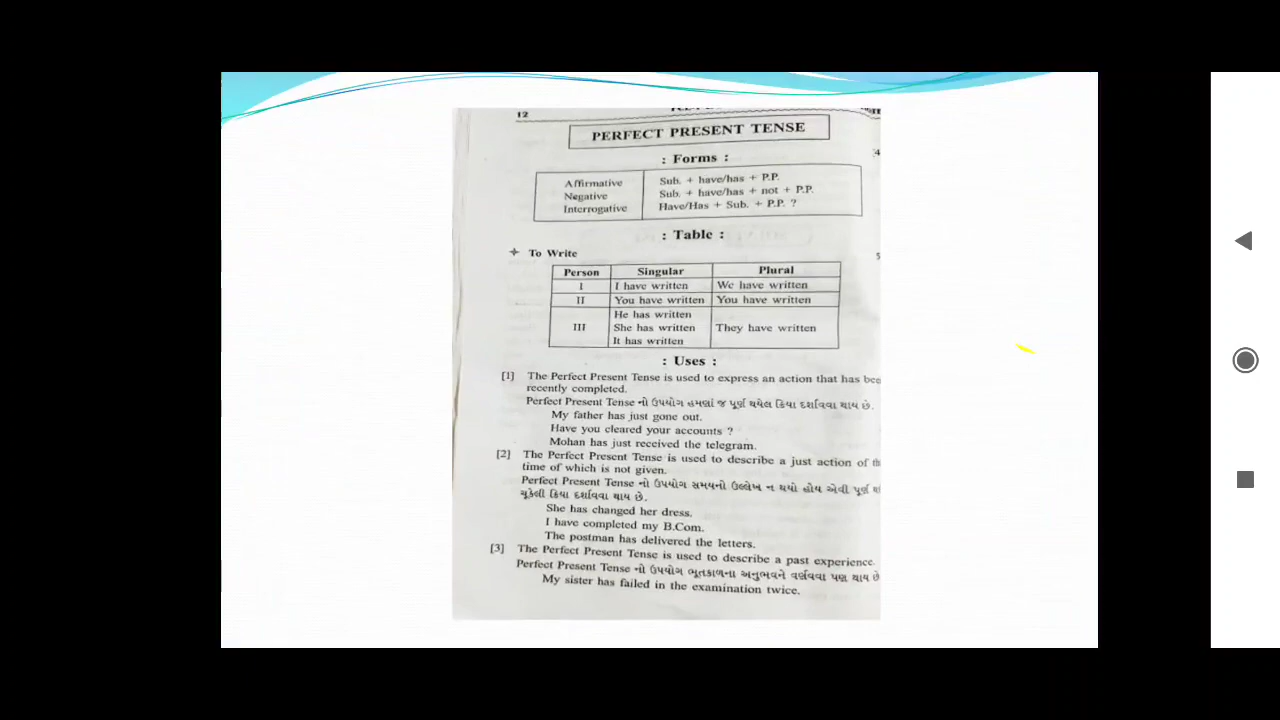 12
PERFECT PRESENT TENSE
: Forms :
Affirmative Sub. + have/has + P.P.
Negative Sub. + have/has + not + P.P.
Interrogative Have/Has + Sub. + P.P. ?
: Table :
To Write
Person Singular Plural
I I have written We have written
II You have written You have written
He has written
III She has written They have written
It has written
: Uses :
[1] The Perfect Present Tense is used to express an action that has bee
recently completed.
Perfect Present Tense નો ઉપયોગ હમણાં જ પૂર્ણ થયેલ ક્રિયા દર્શાવવા થાય છે.
My father has just gone out.
Have you cleared your accounts ?
Mohan has just received the telegram.
[2] The Perfect Present Tense is used to describe a just action of th
time of which is not given.
Perfect Present Tense નો ઉપયોગ સમયનો ઉલ્લેખ ન થયો હોય એવી પૂર્ણ થઈ
ચૂકેલી ક્રિયા દર્શાવવા થાય છે.
She has changed her dress.
I have completed my B.Com.
The postman has delivered the letters.
[3] The Perfect Present Tense is used to describe a past experience.
Perfect Present Tense નો ઉપયોગ ભૂતકાળના અનુભવને વર્ણવવા પણ થાય છે
My sister has failed in the examination twice.